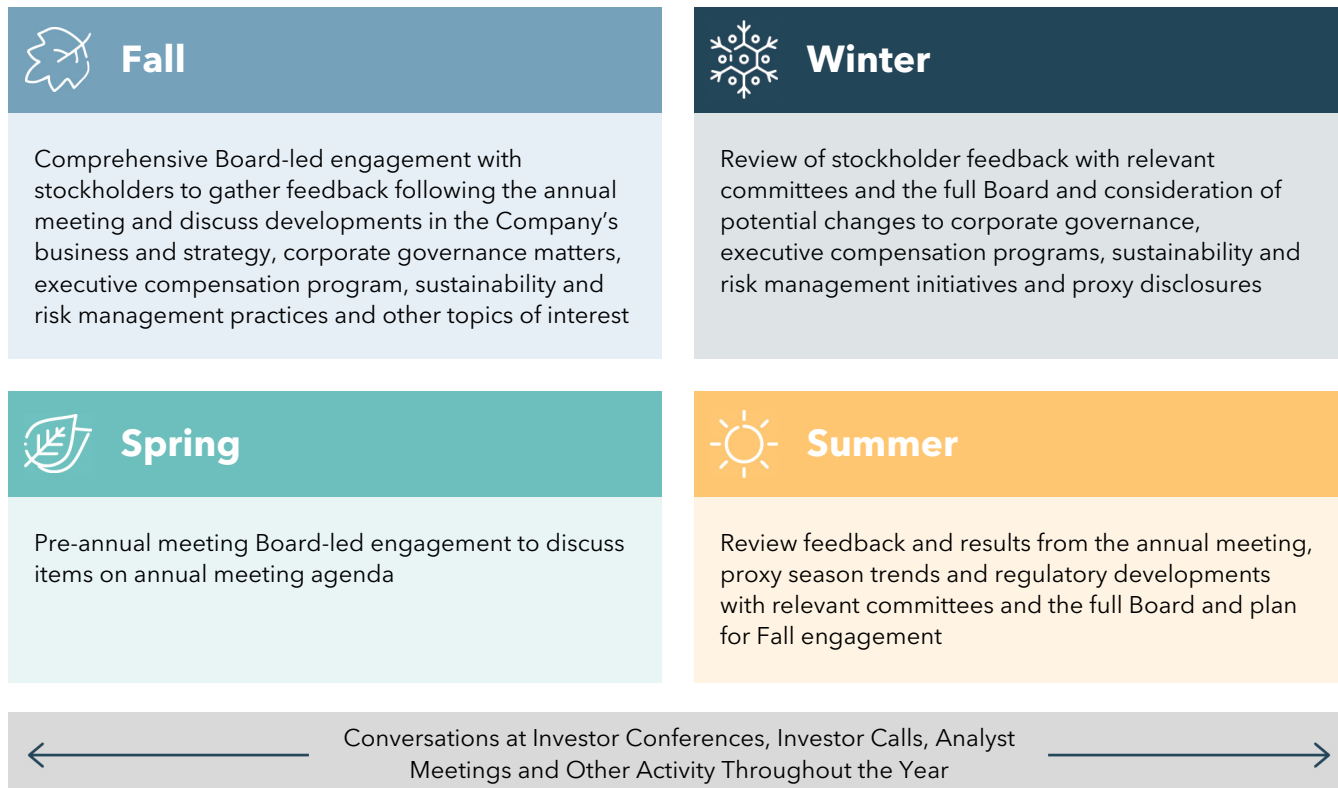 Fall
Comprehensive Board-led engagement with
stockholders to gather feedback following the annual
meeting and discuss developments in the Company’s
business and strategy, corporate governance matters,
executive compensation program, sustainability and
risk management practices and other topics of interest
Winter
Review of stockholder feedback with relevant
committees and the full Board and consideration of
potential changes to corporate governance,
executive compensation programs, sustainability and
risk management initiatives and proxy disclosures
Spring
Pre-annual meeting Board-led engagement to discuss
items on annual meeting agenda
Summer
Review feedback and results from the annual meeting,
proxy season trends and regulatory developments
with relevant committees and the full Board and plan
for Fall engagement
Conversations at Investor Conferences, Investor Calls, Analyst
Meetings and Other Activity Throughout the Year